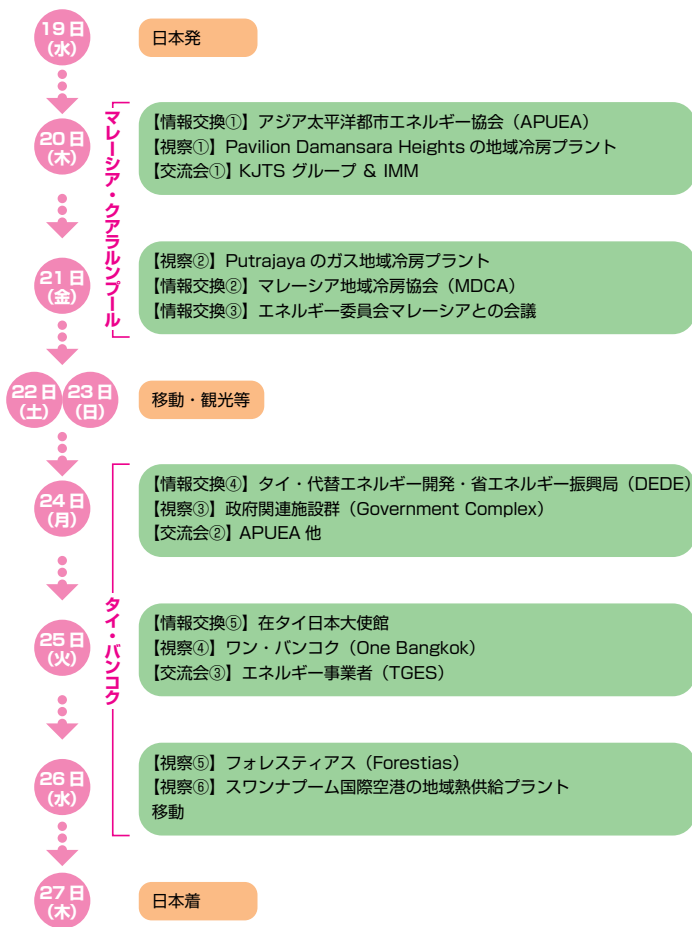 19日
(水)
日本発
マレーシア・クアラルンプール
20日
(木)
【情報交換①】アジア太平洋都市エネルギー協会（APUEA）
【視察①】Pavilion Damansara Heights の地域冷房プラント
【交流会①】KJTS グループ & IMM
21日
(金)
【視察②】Putrajaya のガス地域冷房プラント
【情報交換②】マレーシア地域冷房協会（MDCA）
【情報交換③】エネルギー委員会マレーシアとの会議
22日
(土)
23日
(日)
移動・観光等
タイ・バンコク
24日
(月)
【情報交換④】タイ・代替エネルギー開発・省エネルギー振興局（DEDE）
【視察③】政府関連施設群（Government Complex）
【交流会②】APUEA 他
25日
(火)
【情報交換⑤】在タイ日本大使館
【視察④】ワン・バンコク（One Bangkok）
【交流会③】エネルギー事業者（TGES）
26日
(水)
【視察⑤】フォレスティアス（Forestias）
【視察⑥】スワンナプーム国際空港の地域熱供給プラント
移動
27日
(木)
日本着